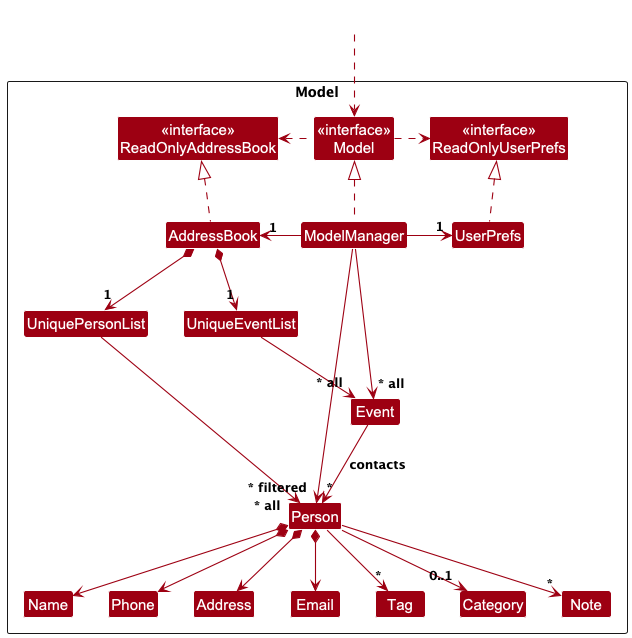 Model
«interface»
ReadOnlyAddressBook
«interface»
Model
«interface»
ReadOnlyUserPrefs
AddressBook
1
ModelManager
1
UserPrefs
1
1
UniquePersonList
UniqueEventList
* all
* all
Event
contacts
* filtered
*
* all
Person
*
0..1
*
Name
Phone
Address
Email
Tag
Category
Note